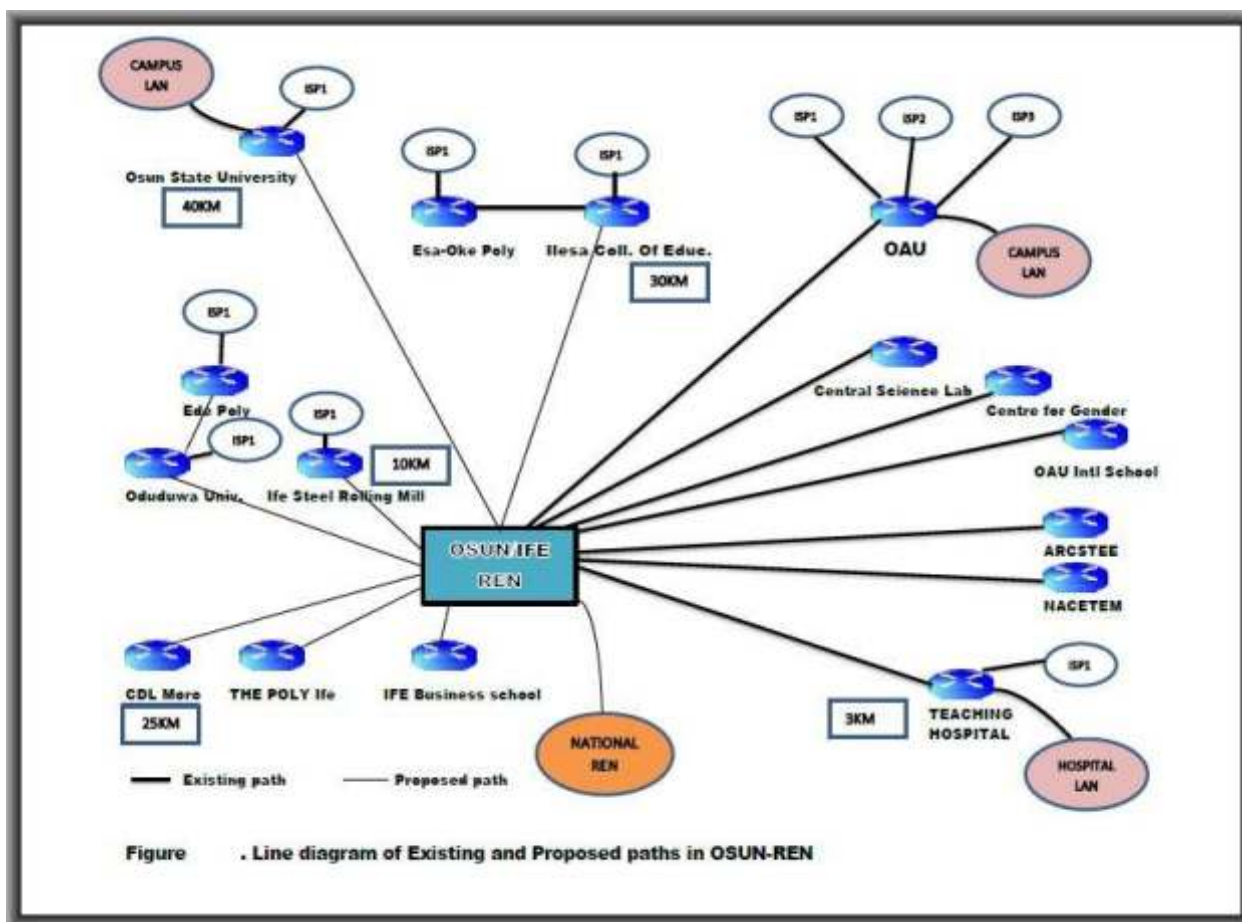 CAMPUS
LAN
ISP1
Osun State University
40KM
ISP1
ISP1
Esa-Oke Poly
Ilesa Coll. Of Educ.
30KM
ISP1
ISP2
ISP3
OAU
CAMPUS
LAN
ISP1
Ede Poly
ISP1
Oduduwa Univ.
ISP1
Ife Steel Rolling Mill
10KM
Central Science Lab
Centre for Gender
OAU Intl School
OSUN/IFE
REN
ARCSTEE
NACETEM
CDL Moro
25KM
THE POLY Ife
IFE Business school
NATIONAL
REN
3KM
ISP1
TEACHING
HOSPITAL
HOSPITAL
LAN
Existing path
Proposed path
Figure . Line diagram of Existing and Proposed paths in OSUN-REN